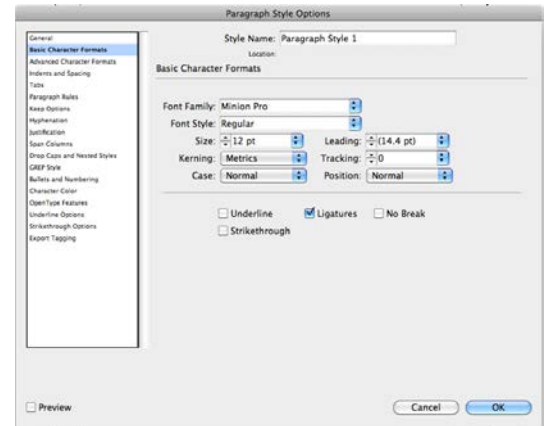 Paragraph Style Options
General
Basic Character Formats
Advanced Character Formats
Indents and Spacing
Tabs
Paragraph Rules
Keep Options
Hyphenation
Justification
Span Columns
Drop Caps and Nested Styles
GREP Style
Bullets and Numbering
Character Color
OpenType Features
Underline Options
Strikethrough Options
Export Tagging
Style Name: Paragraph Style 1
Location:
Basic Character Formats
Font Family: Minion Pro
Font Style: Regular
Size: 12 pt Leading: (14.4 pt)
Kerning: Metrics Tracking: 0
Case: Normal Position: Normal
Underline Ligatures No Break
Strikethrough
Preview Cancel OK